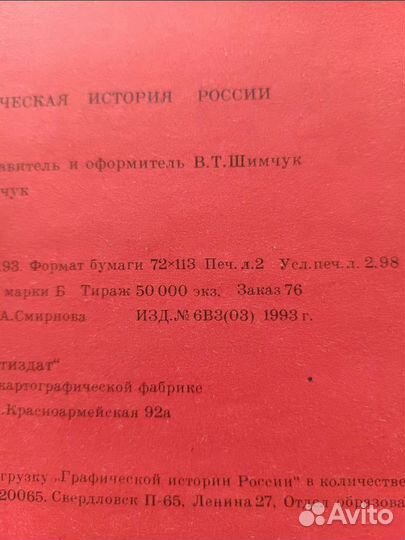 ЧЕСКАЯ ИСТОРИЯ РОССИИ
авитель и оформитель В.Т.Шимчук
чук
93. Формат бумаги 72×113 Печ.л.2 Усл.печ.л. 2.98
марки Б Тираж 50 000 экз. Заказ 76
А.Смирнова ИЗД.№ 6В3(03) 1993 г.
тиздат"
картографической фабрике
.Красноармейская 92а
грузку „Графической истории России" в количестве
20065. Свердловск П-65, Ленина 27, Отдел образова
Avito